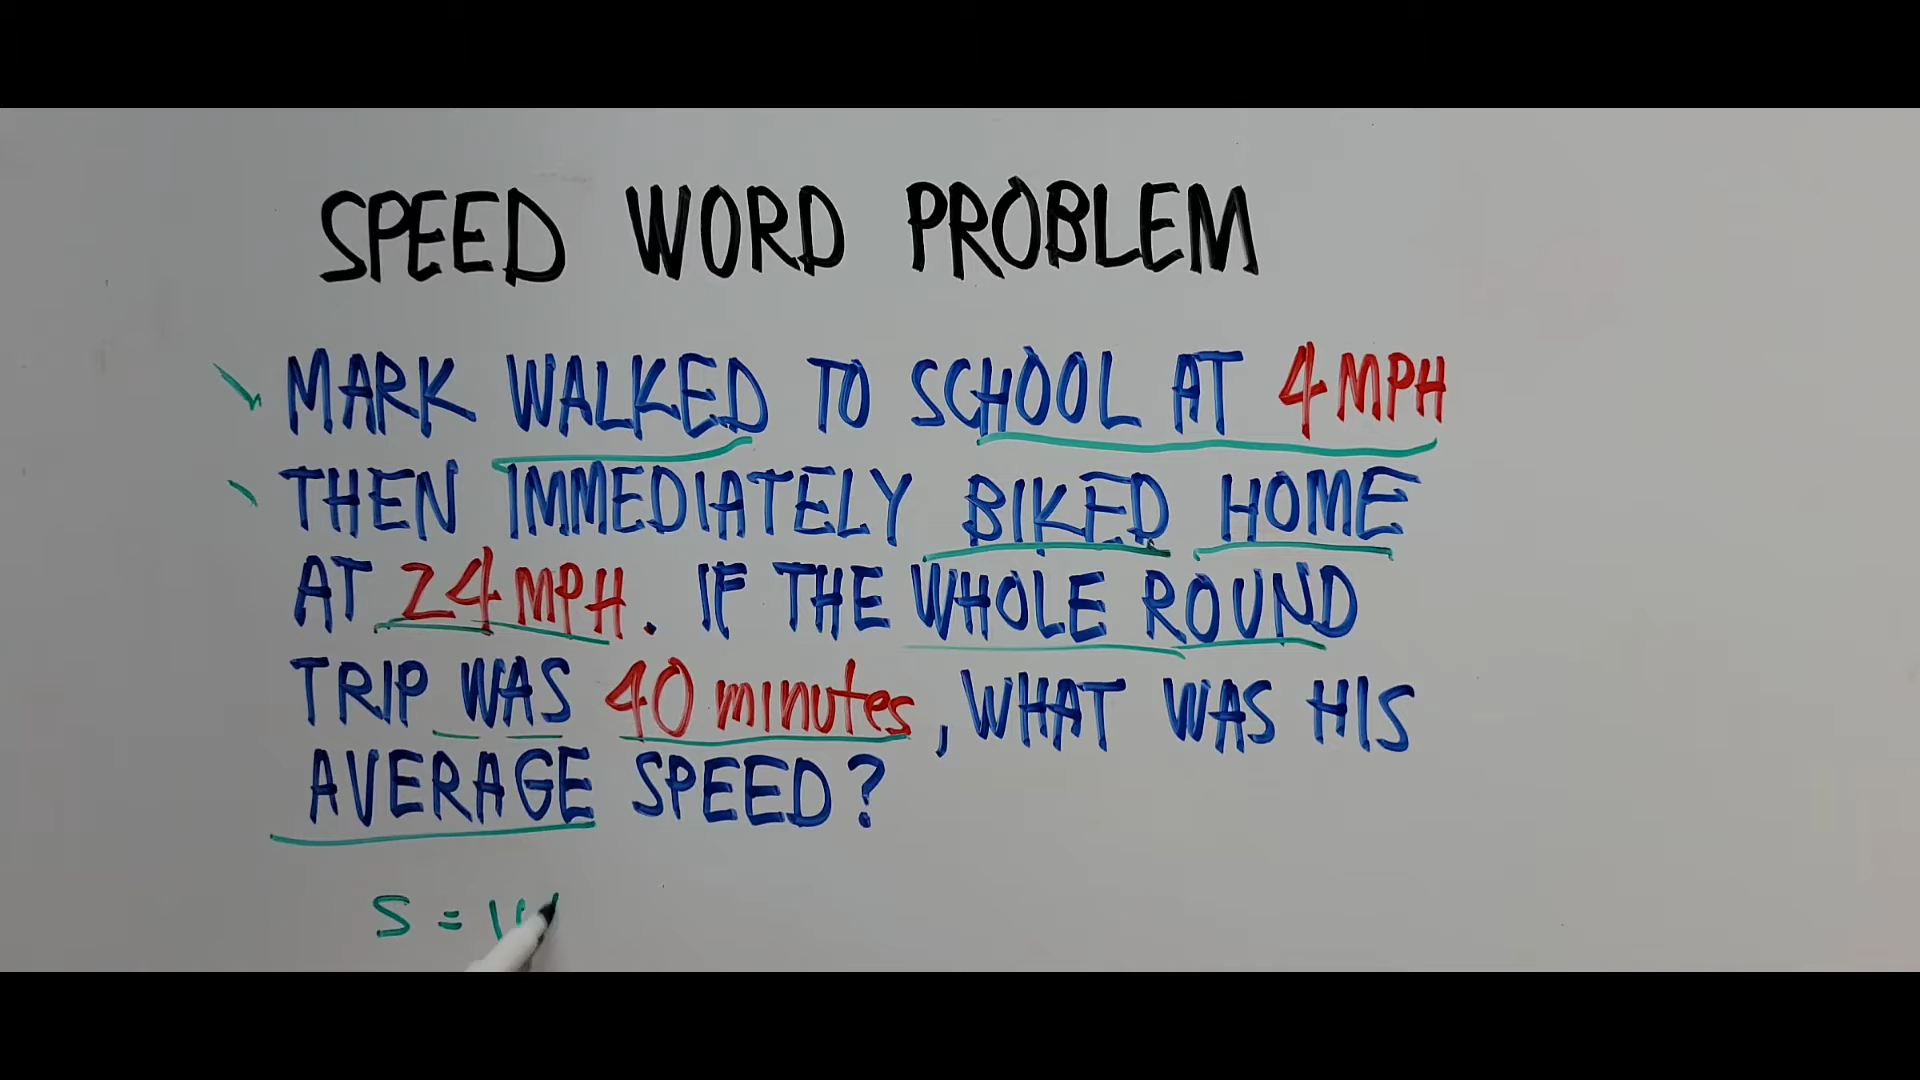 SPEED WORD PROBLEM
MARK WALKED TO SCHOOL AT 4 MPH
THEN IMMEDIATELY BIKED HOME
AT 24 MPH. IF THE WHOLE ROUND
TRIP WAS 40 minutes, WHAT WAS HIS
AVERAGE SPEED?
S =